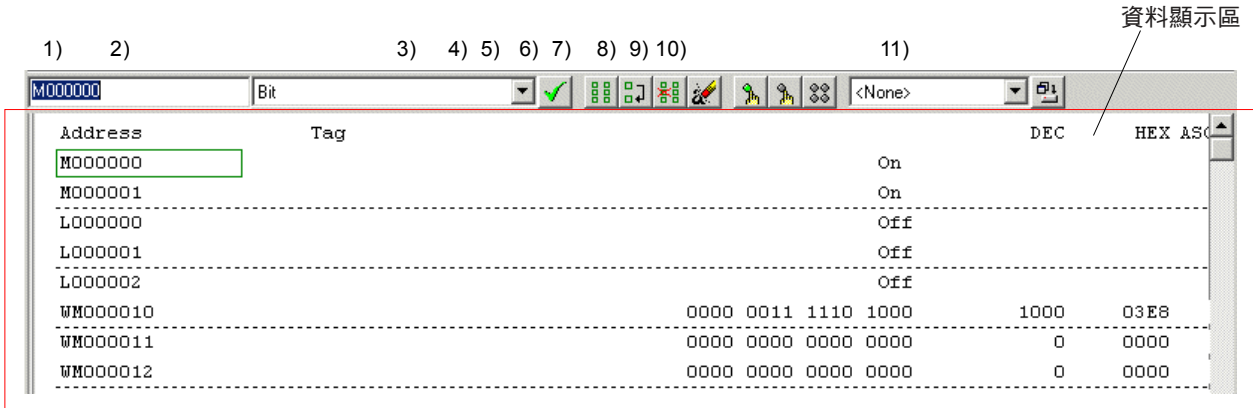 資料顯示區
1) 2) 3) 4) 5) 6) 7) 8) 9) 10) 11)
M000000 Bit <None>
Address Tag DEC HEX ASC
M000000 On
M000001 On
L000000 Off
L000001 Off
L000002 Off
WM000010 0000 0011 1110 1000 1000 03E8
WM000011 0000 0000 0000 0000 0 0000
WM000012 0000 0000 0000 0000 0 0000